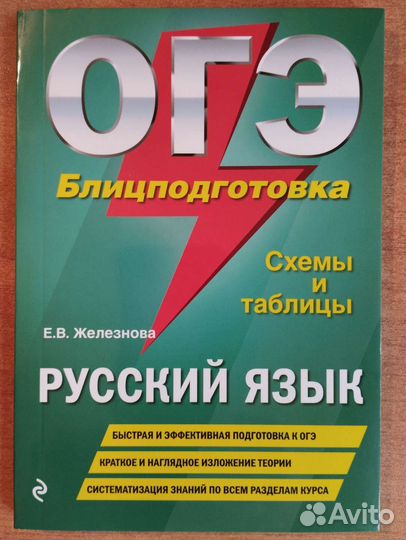 ОГЭ
Блицподготовка
Схемы
и
таблицы
Е.В. Железнова
РУССКИЙ ЯЗЫК
БЫСТРАЯ И ЭФФЕКТИВНАЯ ПОДГОТОВКА К ОГЭ
КРАТКОЕ И НАГЛЯДНОЕ ИЗЛОЖЕНИЕ ТЕОРИИ
СИСТЕМАТИЗАЦИЯ ЗНАНИЙ ПО ВСЕМ РАЗДЕЛАМ КУРСА
Avito